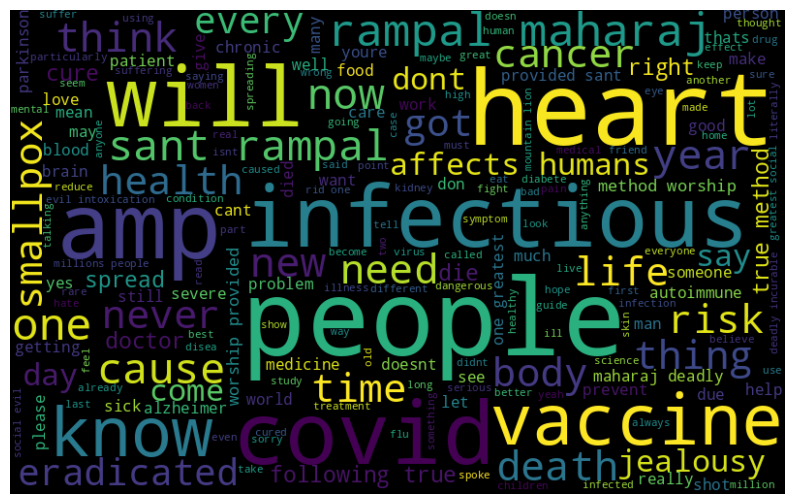 using
suffer
particularly
think
every
rampal maharaj
person
doesn
human
thought
drug
parkinson
patient
chronic
many
youre
maybe
great
thats
effect
cure
give
suffering
saying
women
spreading
well
wrong
food
cancer
right
provided sant
make
keep
another
sure
seem
mental
will
now
dont
heart
love
mean
back
care
work
high
eye
made
lot
may
anyone
real
isnt
going
case
got
year
good
home
blood
sant rampal
said
point
must
affects humans
mountain lion
medical
friend
smallpox
brain
health
caused
died
want
don
fight
eat
bad
diabete
pain
method worship
true method
greatest social
literally
reduce
evil intoxication
condition
cant
rid one
kidney
tell
symptom
look
anything
say
talking
amp
part
infectious
much
everyone
millions people
new
need
become
virus
called
die
live
life
someone
yes
spread
read
rare
still
severe
problem
illness
different
dangerous
one greatest
healthy
hope
first
infection
autoimmune
deadly incurable
one
never
hate
worship provided
people
show
way
guide
skin
man
risk
getting
doctor
best
disea
medicine
old
doesnt
didnt
see
ill
science
believe
day
cause
feel
study
body
thing
come
already
time
long
serious
better
yeah
maharaj deadly
prevent
due
use
help
social evil
please
last
sick
alzheimer
world
treatment
let
vaccine
always
know
even
cured
sorry
flu
something
covid
death
jealousy
eradicated
take
following true
spoke
children
infected
really
shot
million